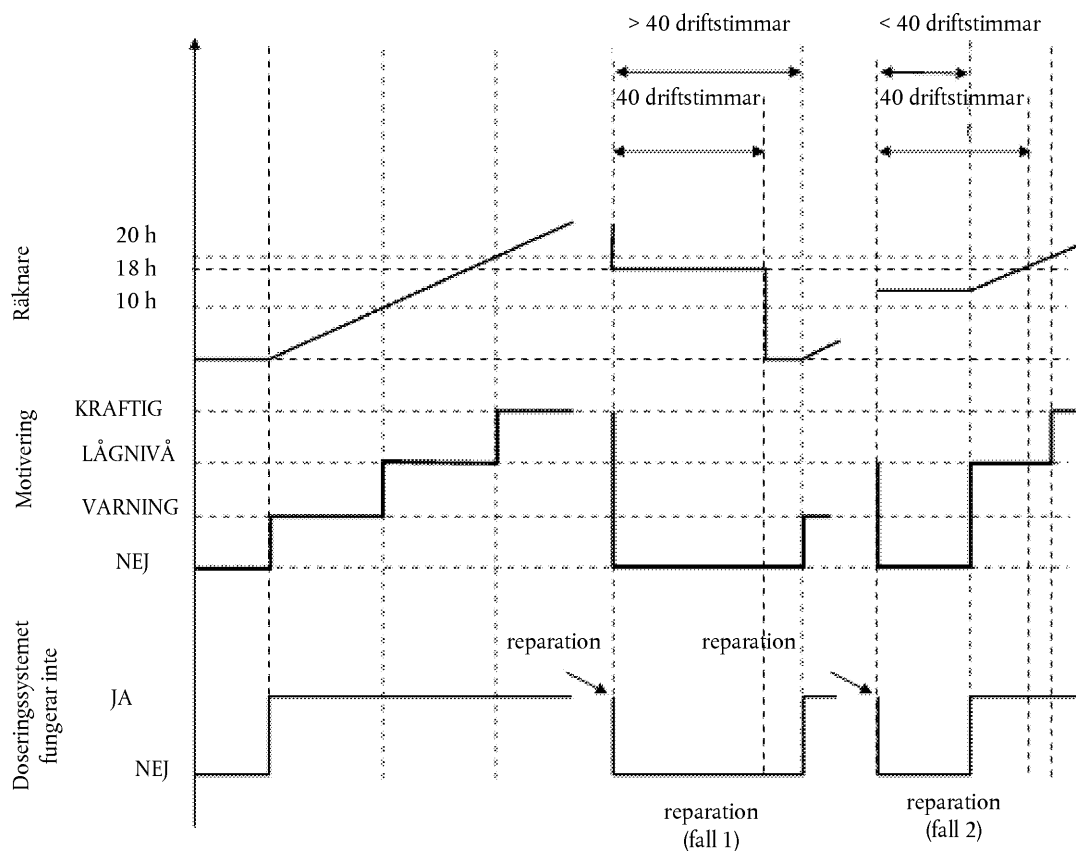 > 40 driftstimmar
< 40 driftstimmar
40 driftstimmar
40 driftstimmar
Räknare
20 h
18 h
10 h
Motivering
KRAFTIG
LÅGNIVÅ
VARNING
NEJ
Doseringssystemet
fungerar inte
reparation
reparation
JA
NEJ
reparation
(fall 1)
reparation
(fall 2)